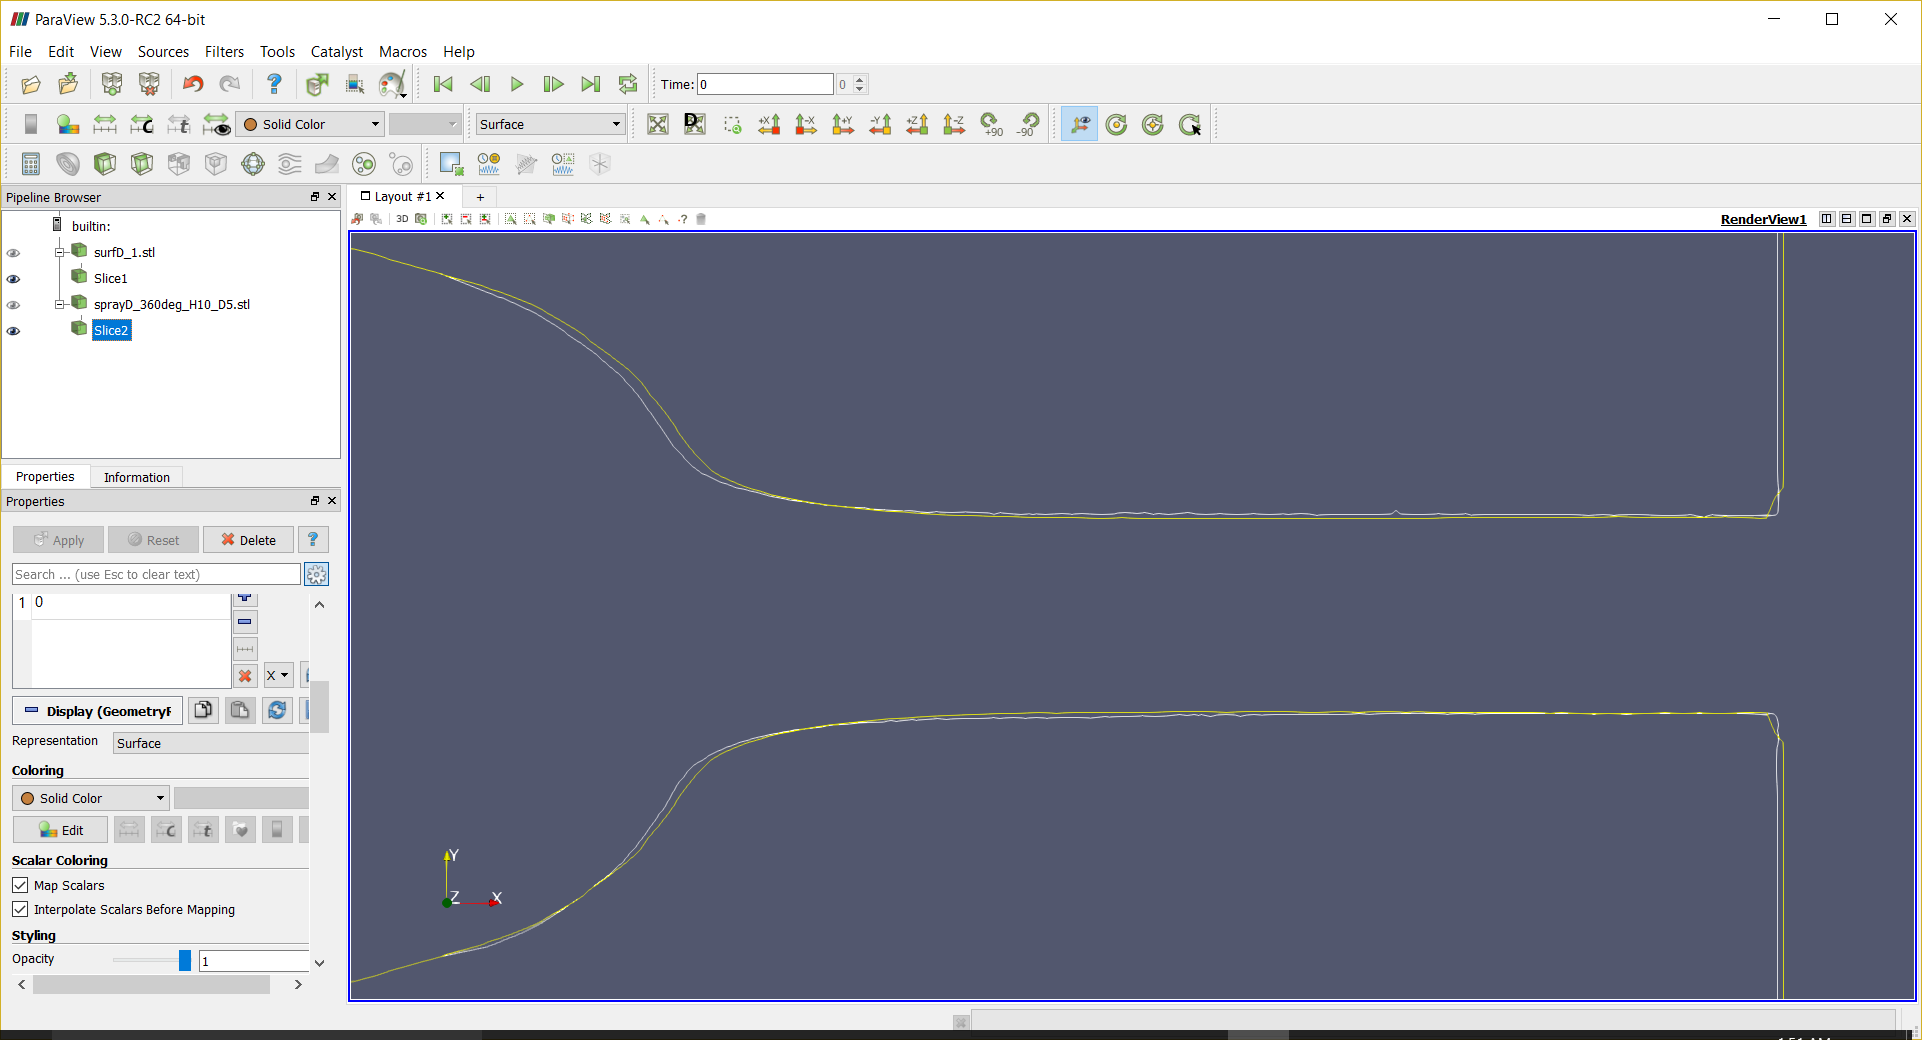 ParaView 5.3.0-RC2 64-bit
File Edit View Sources Filters Tools Catalyst Macros Help
Time: 0 0
Solid Color Surface +X -X +Y -Y +Z -Z +90 -90
Pipeline Browser
Layout #1 +
3D RenderView1
builtin:
surfD_1.stl
Slice1
sprayD_360deg_H10_D5.stl
Slice2
Properties Information
Properties
Apply Reset Delete ?
Search ... (use Esc to clear text)
1 0
X
Display (GeometryR
Representation Surface
Coloring
Solid Color
Edit
Scalar Coloring
Map Scalars
Interpolate Scalars Before Mapping
Styling
Opacity 1
Y
Z X